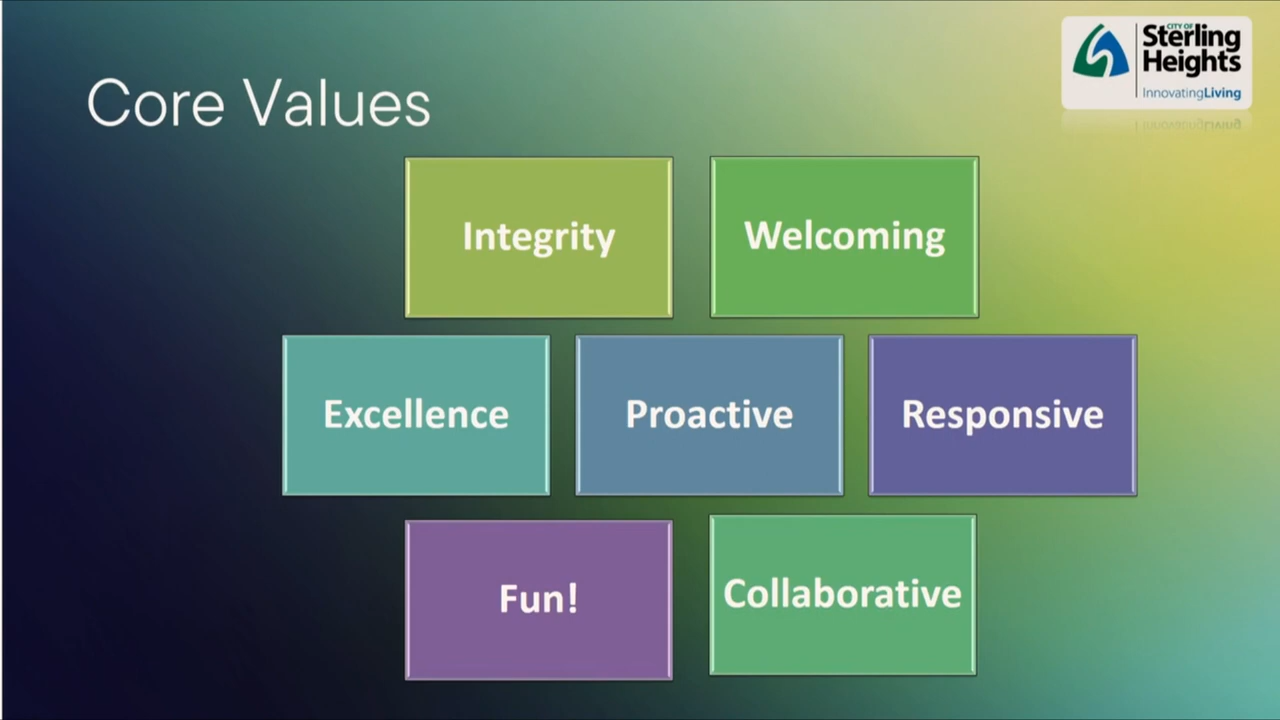 Core Values
CITY OF
Sterling
Heights
InnovatingLiving
Integrity
Welcoming
Excellence
Proactive
Responsive
Fun!
Collaborative